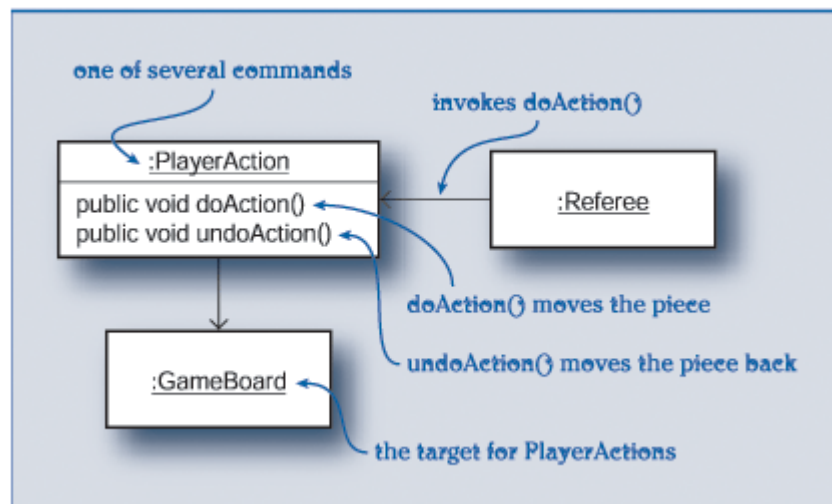 one of several commands
invokes doAction()
:PlayerAction
public void doAction()
public void undoAction()
:Referee
doAction() moves the piece
undoAction() moves the piece back
:GameBoard
the target for PlayerActions